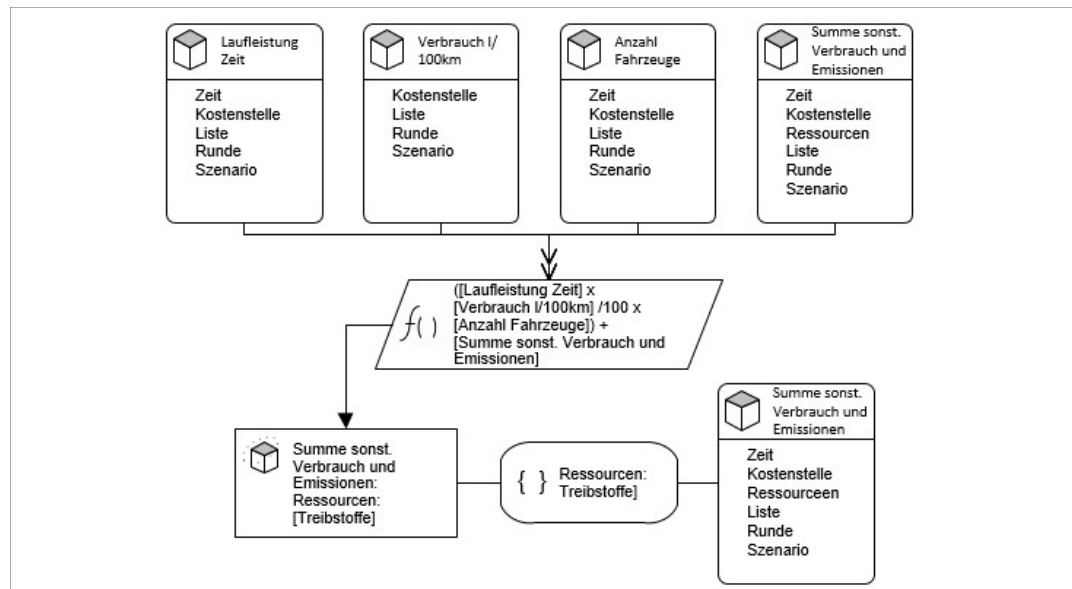 Laufleistung
Zeit
Zeit
Kostenstelle
Liste
Runde
Szenario
Verbrauch l/
100km
Kostenstelle
Liste
Runde
Szenario
Anzahl
Fahrzeuge
Zeit
Kostenstelle
Liste
Runde
Szenario
Summe sonst.
Verbrauch und
Emissionen
Zeit
Kostenstelle
Ressourcen
Liste
Runde
Szenario
f()
([Laufleistung Zeit] x
[Verbrauch l/100km] /100 x
[Anzahl Fahrzeuge]) +
[Summe sonst. Verbrauch und
Emissionen]
Summe sonst.
Verbrauch und
Emissionen:
Ressourcen:
[Treibstoffe]
{ }
Ressourcen:
Treibstoffe]
Summe sonst.
Verbrauch und
Emissionen
Zeit
Kostenstelle
Ressourceen
Liste
Runde
Szenario